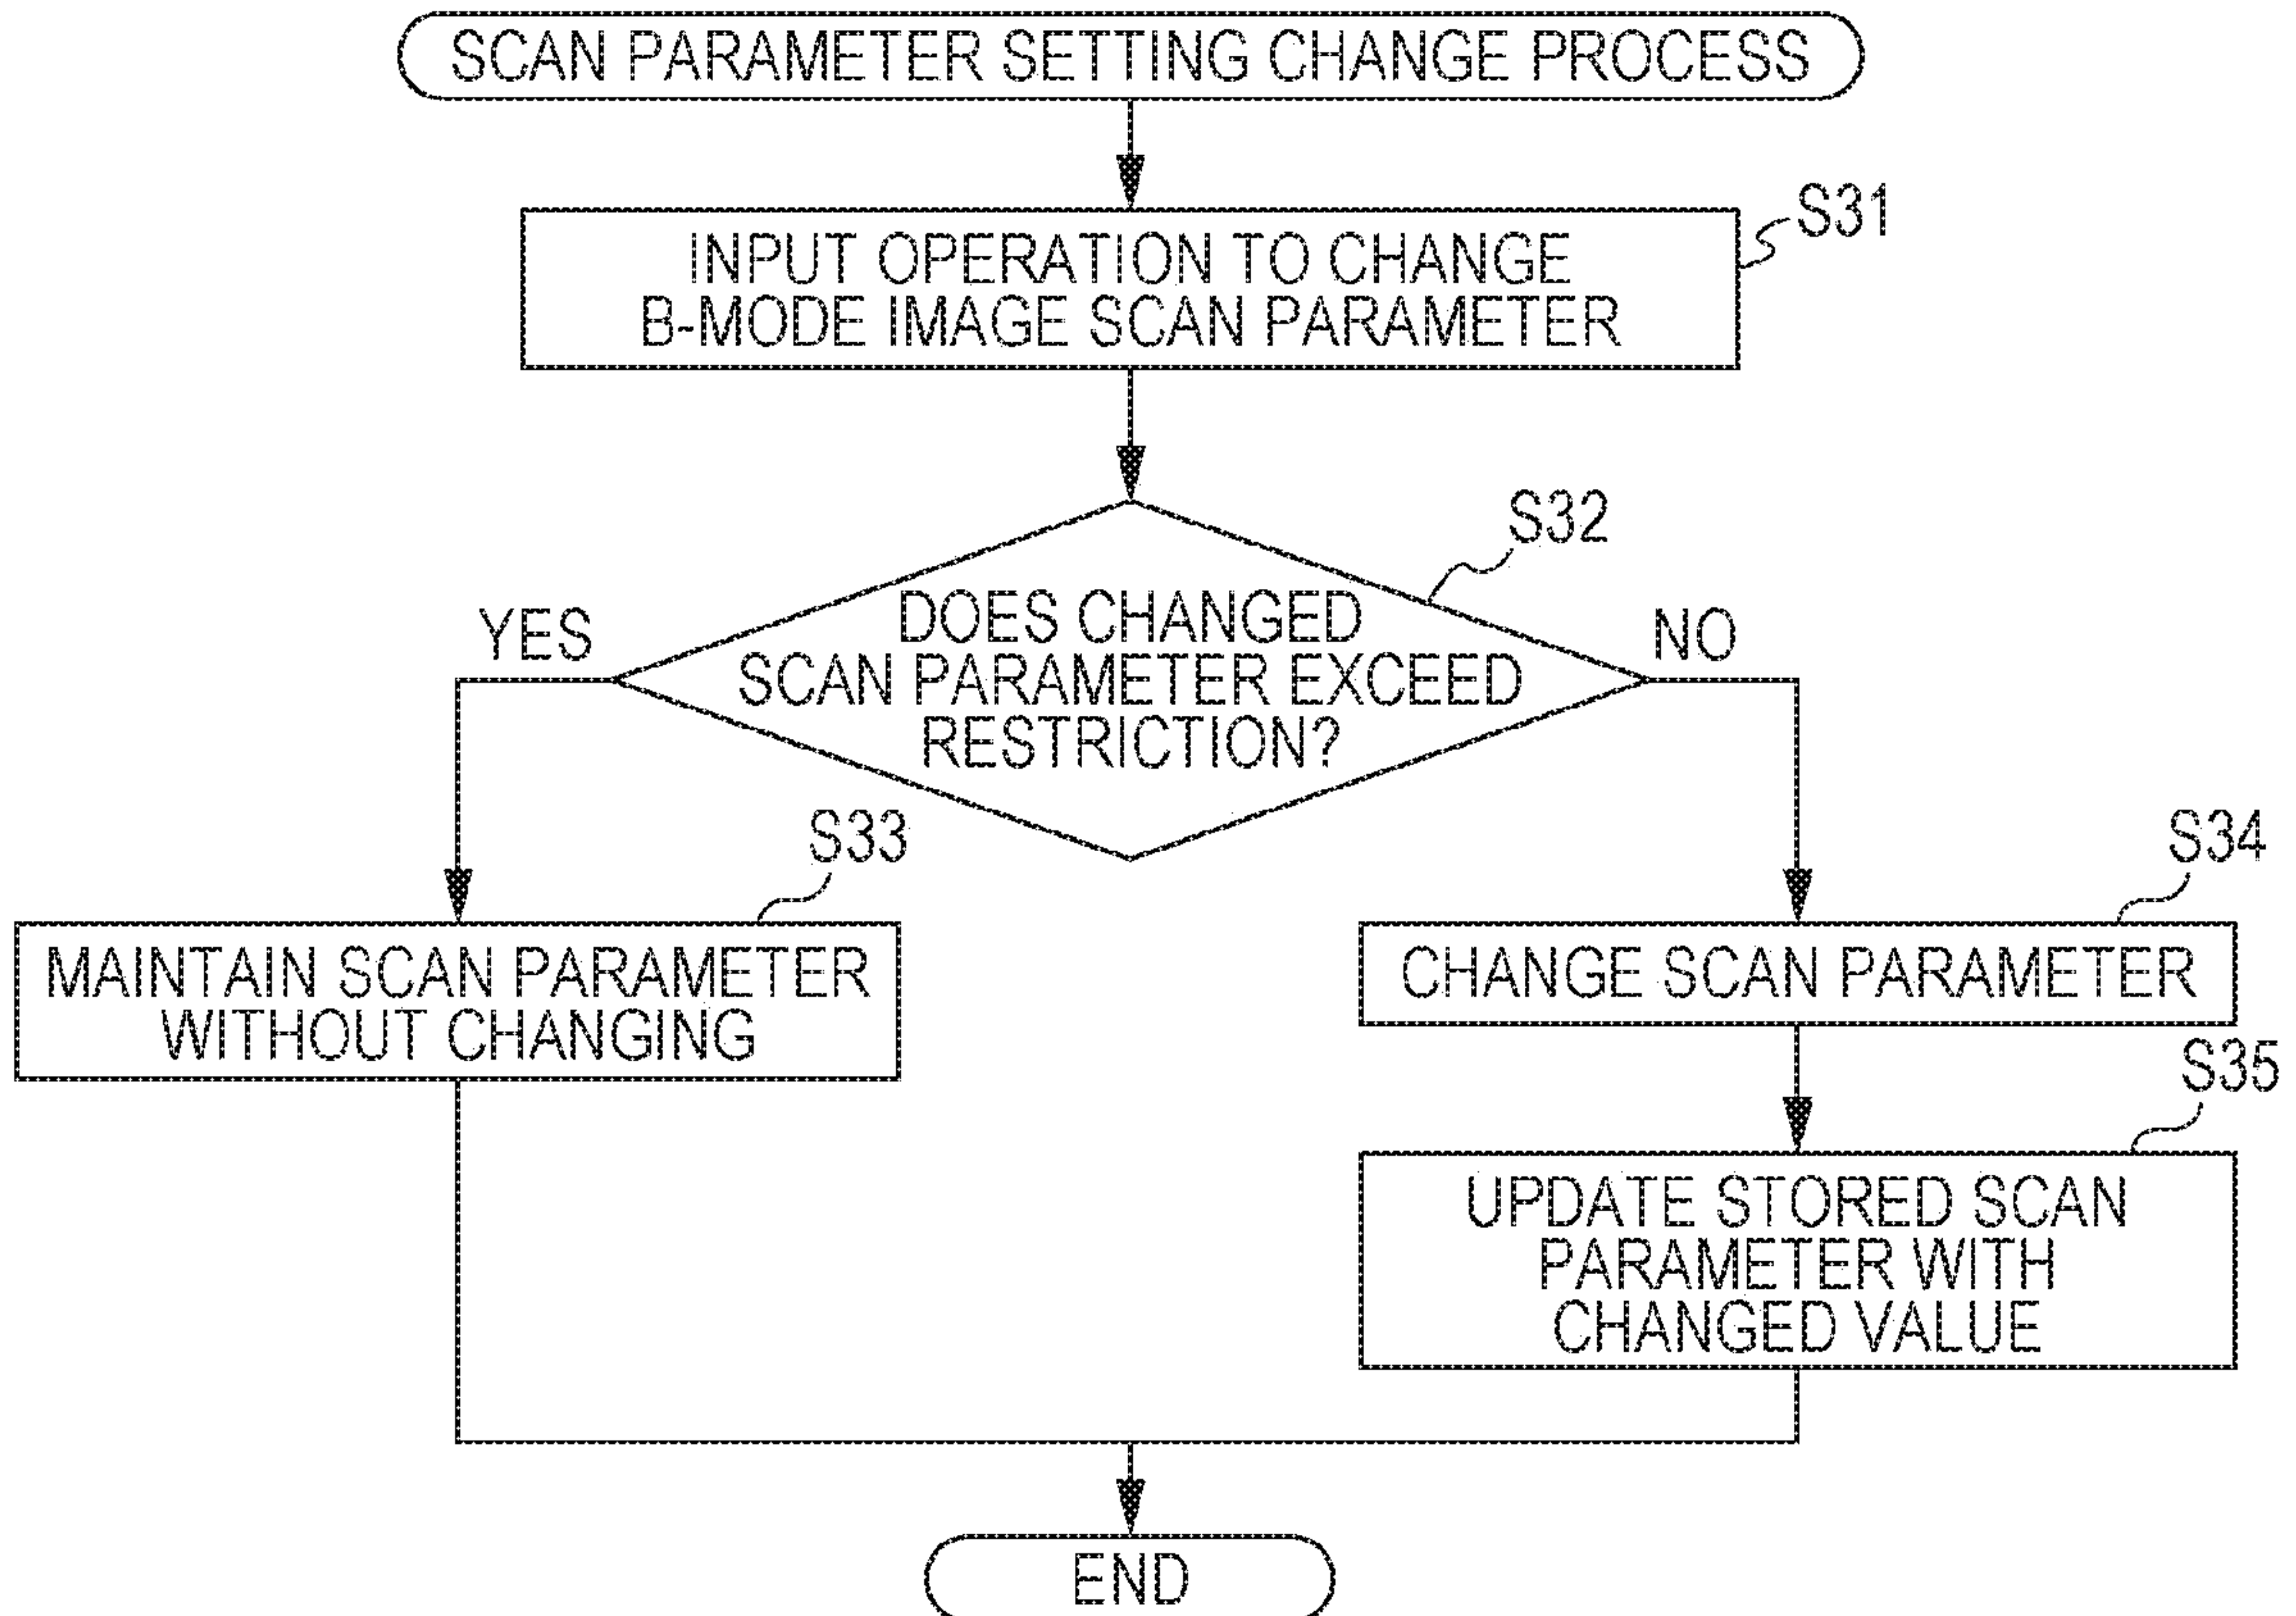 SCAN PARAMETER SETTING CHANGE PROCESS
S31
INPUT OPERATION TO CHANGE
B-MODE IMAGE SCAN PARAMETER
S32
DOES CHANGED
SCAN PARAMETER EXCEED
RESTRICTION?
YES
NO
S33
MAINTAIN SCAN PARAMETER
WITHOUT CHANGING
S34
CHANGE SCAN PARAMETER
S35
UPDATE STORED SCAN
PARAMETER WITH
CHANGED VALUE
END